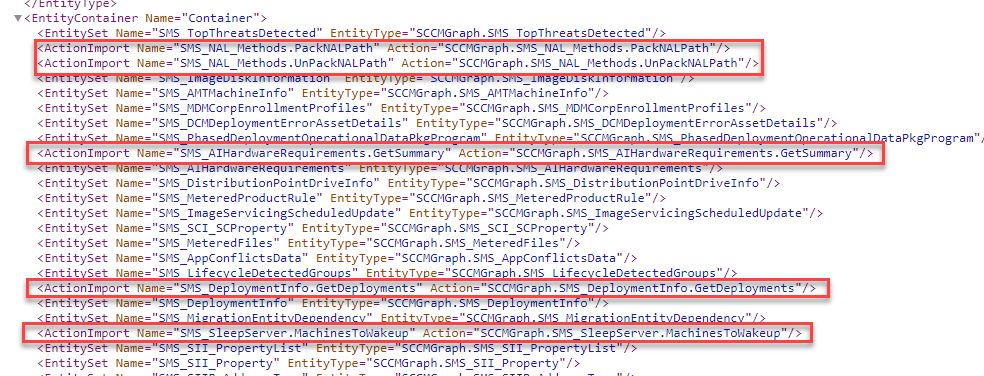 </EntityType>
▼<EntityContainer Name="Container">
<EntitySet Name="SMS_TopThreatsDetected" EntityType="SCCMGraph.SMS_TopThreatsDetected"/>
<ActionImport Name="SMS_NAL_Methods.PackNALPath" Action="SCCMGraph.SMS_NAL_Methods.PackNALPath"/>
<ActionImport Name="SMS_NAL_Methods.UnPackNALPath" Action="SCCMGraph.SMS_NAL_Methods.UnPackNALPath"/>
<EntitySet Name="SMS_ImageDiskInformation" EntityType="SCCMGraph.SMS_ImageDiskInformation"/>
<EntitySet Name="SMS_AMTMachineInfo" EntityType="SCCMGraph.SMS_AMTMachineInfo"/>
<EntitySet Name="SMS_MDMCorpEnrollmentProfiles" EntityType="SCCMGraph.SMS_MDMCorpEnrollmentProfiles"/>
<EntitySet Name="SMS_DCMDeploymentErrorAssetDetails" EntityType="SCCMGraph.SMS_DCMDeploymentErrorAssetDetails"/>
<EntitySet Name="SMS_PhasedDeploymentOperationalDataPkgProgram" EntityType="SCCMGraph.SMS_PhasedDeploymentOperationalDataPkgProgram"/
<ActionImport Name="SMS_AIHardwareRequirements.GetSummary" Action="SCCMGraph.SMS_AIHardwareRequirements.GetSummary"/>
<EntitySet Name="SMS_AIHardwareRequirements" EntityType="SCCMGraph.SMS_AIHardwareRequirements"/>
<EntitySet Name="SMS_DistributionPointDriveInfo" EntityType="SCCMGraph.SMS_DistributionPointDriveInfo"/>
<EntitySet Name="SMS_MeteredProductRule" EntityType="SCCMGraph.SMS_MeteredProductRule"/>
<EntitySet Name="SMS_ImageServicingScheduledUpdate" EntityType="SCCMGraph.SMS_ImageServicingScheduledUpdate"/>
<EntitySet Name="SMS_SCI_SCProperty" EntityType="SCCMGraph.SMS_SCI_SCProperty"/>
<EntitySet Name="SMS_MeteredFiles" EntityType="SCCMGraph.SMS_MeteredFiles"/>
<EntitySet Name="SMS_AppConflictsData" EntityType="SCCMGraph.SMS_AppConflictsData"/>
<EntitySet Name="SMS_LifecycleDetectedGroups" EntityType="SCCMGraph.SMS_LifecycleDetectedGroups"/>
<ActionImport Name="SMS_DeploymentInfo.GetDeployments" Action="SCCMGraph.SMS_DeploymentInfo.GetDeployments"/>
<EntitySet Name="SMS_DeploymentInfo" EntityType="SCCMGraph.SMS_DeploymentInfo"/>
<EntitySet Name="SMS_MigrationEntityDependency" EntityType="SCCMGraph.SMS_MigrationEntityDependency"/>
<ActionImport Name="SMS_SleepServer.MachinesToWakeup" Action="SCCMGraph.SMS_SleepServer.MachinesToWakeup"/>
<EntitySet Name="SMS_SII_PropertyList" EntityType="SCCMGraph.SMS_SII_PropertyList"/>
<EntitySet Name="SMS_SII_Property" EntityType="SCCMGraph.SMS_SII_Property"/>